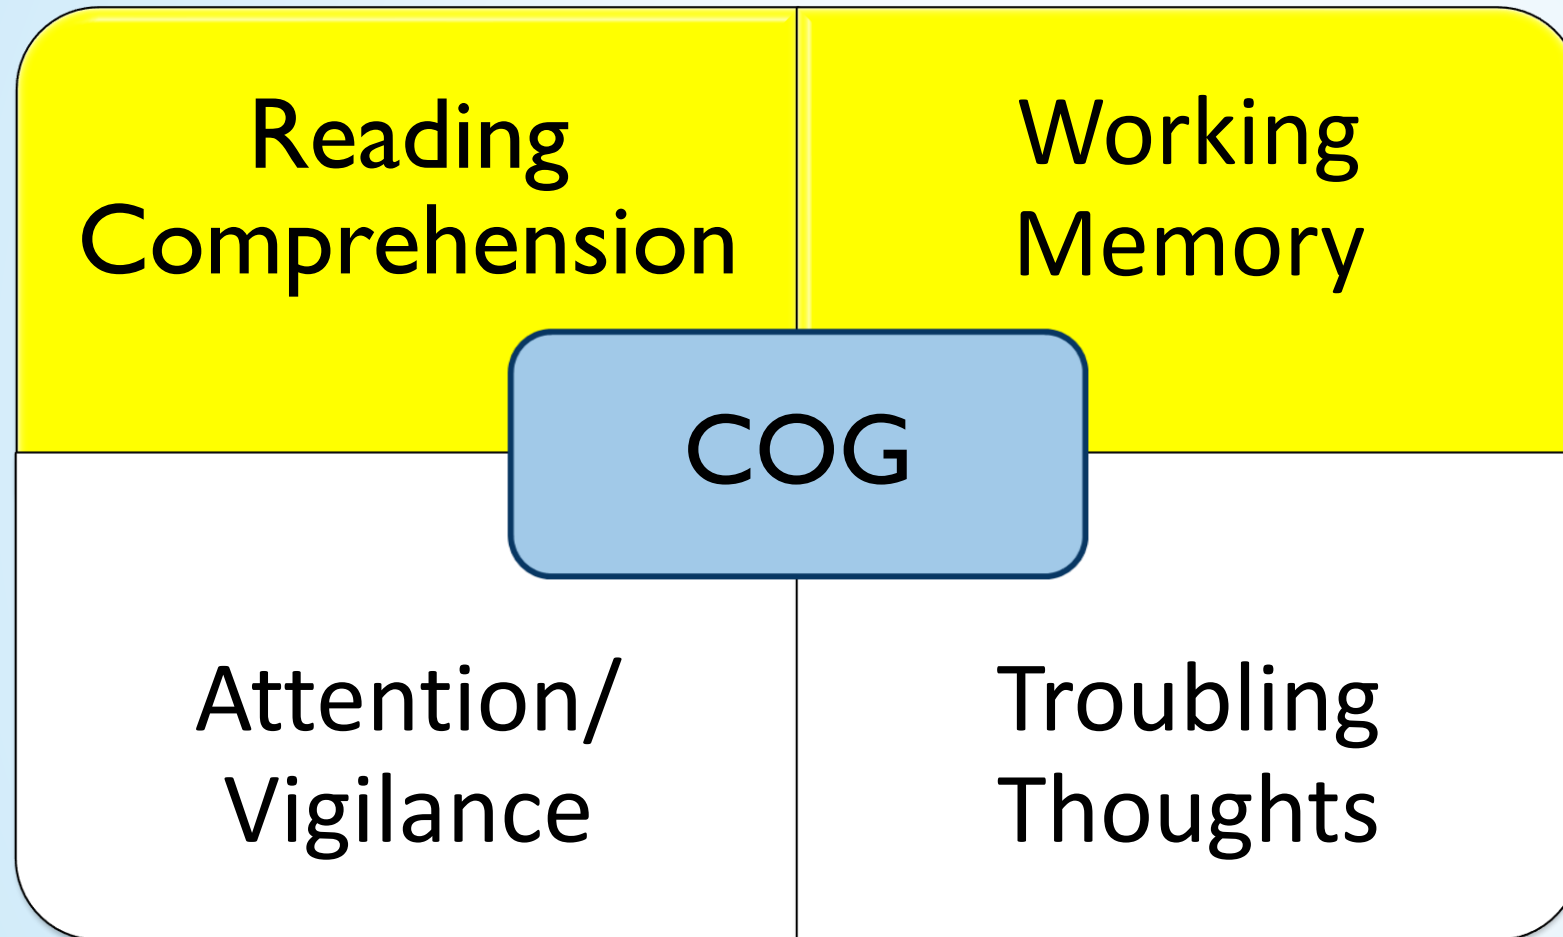 Reading
Comprehension
Working
Memory
COG
Attention/
Vigilance
Troubling
Thoughts